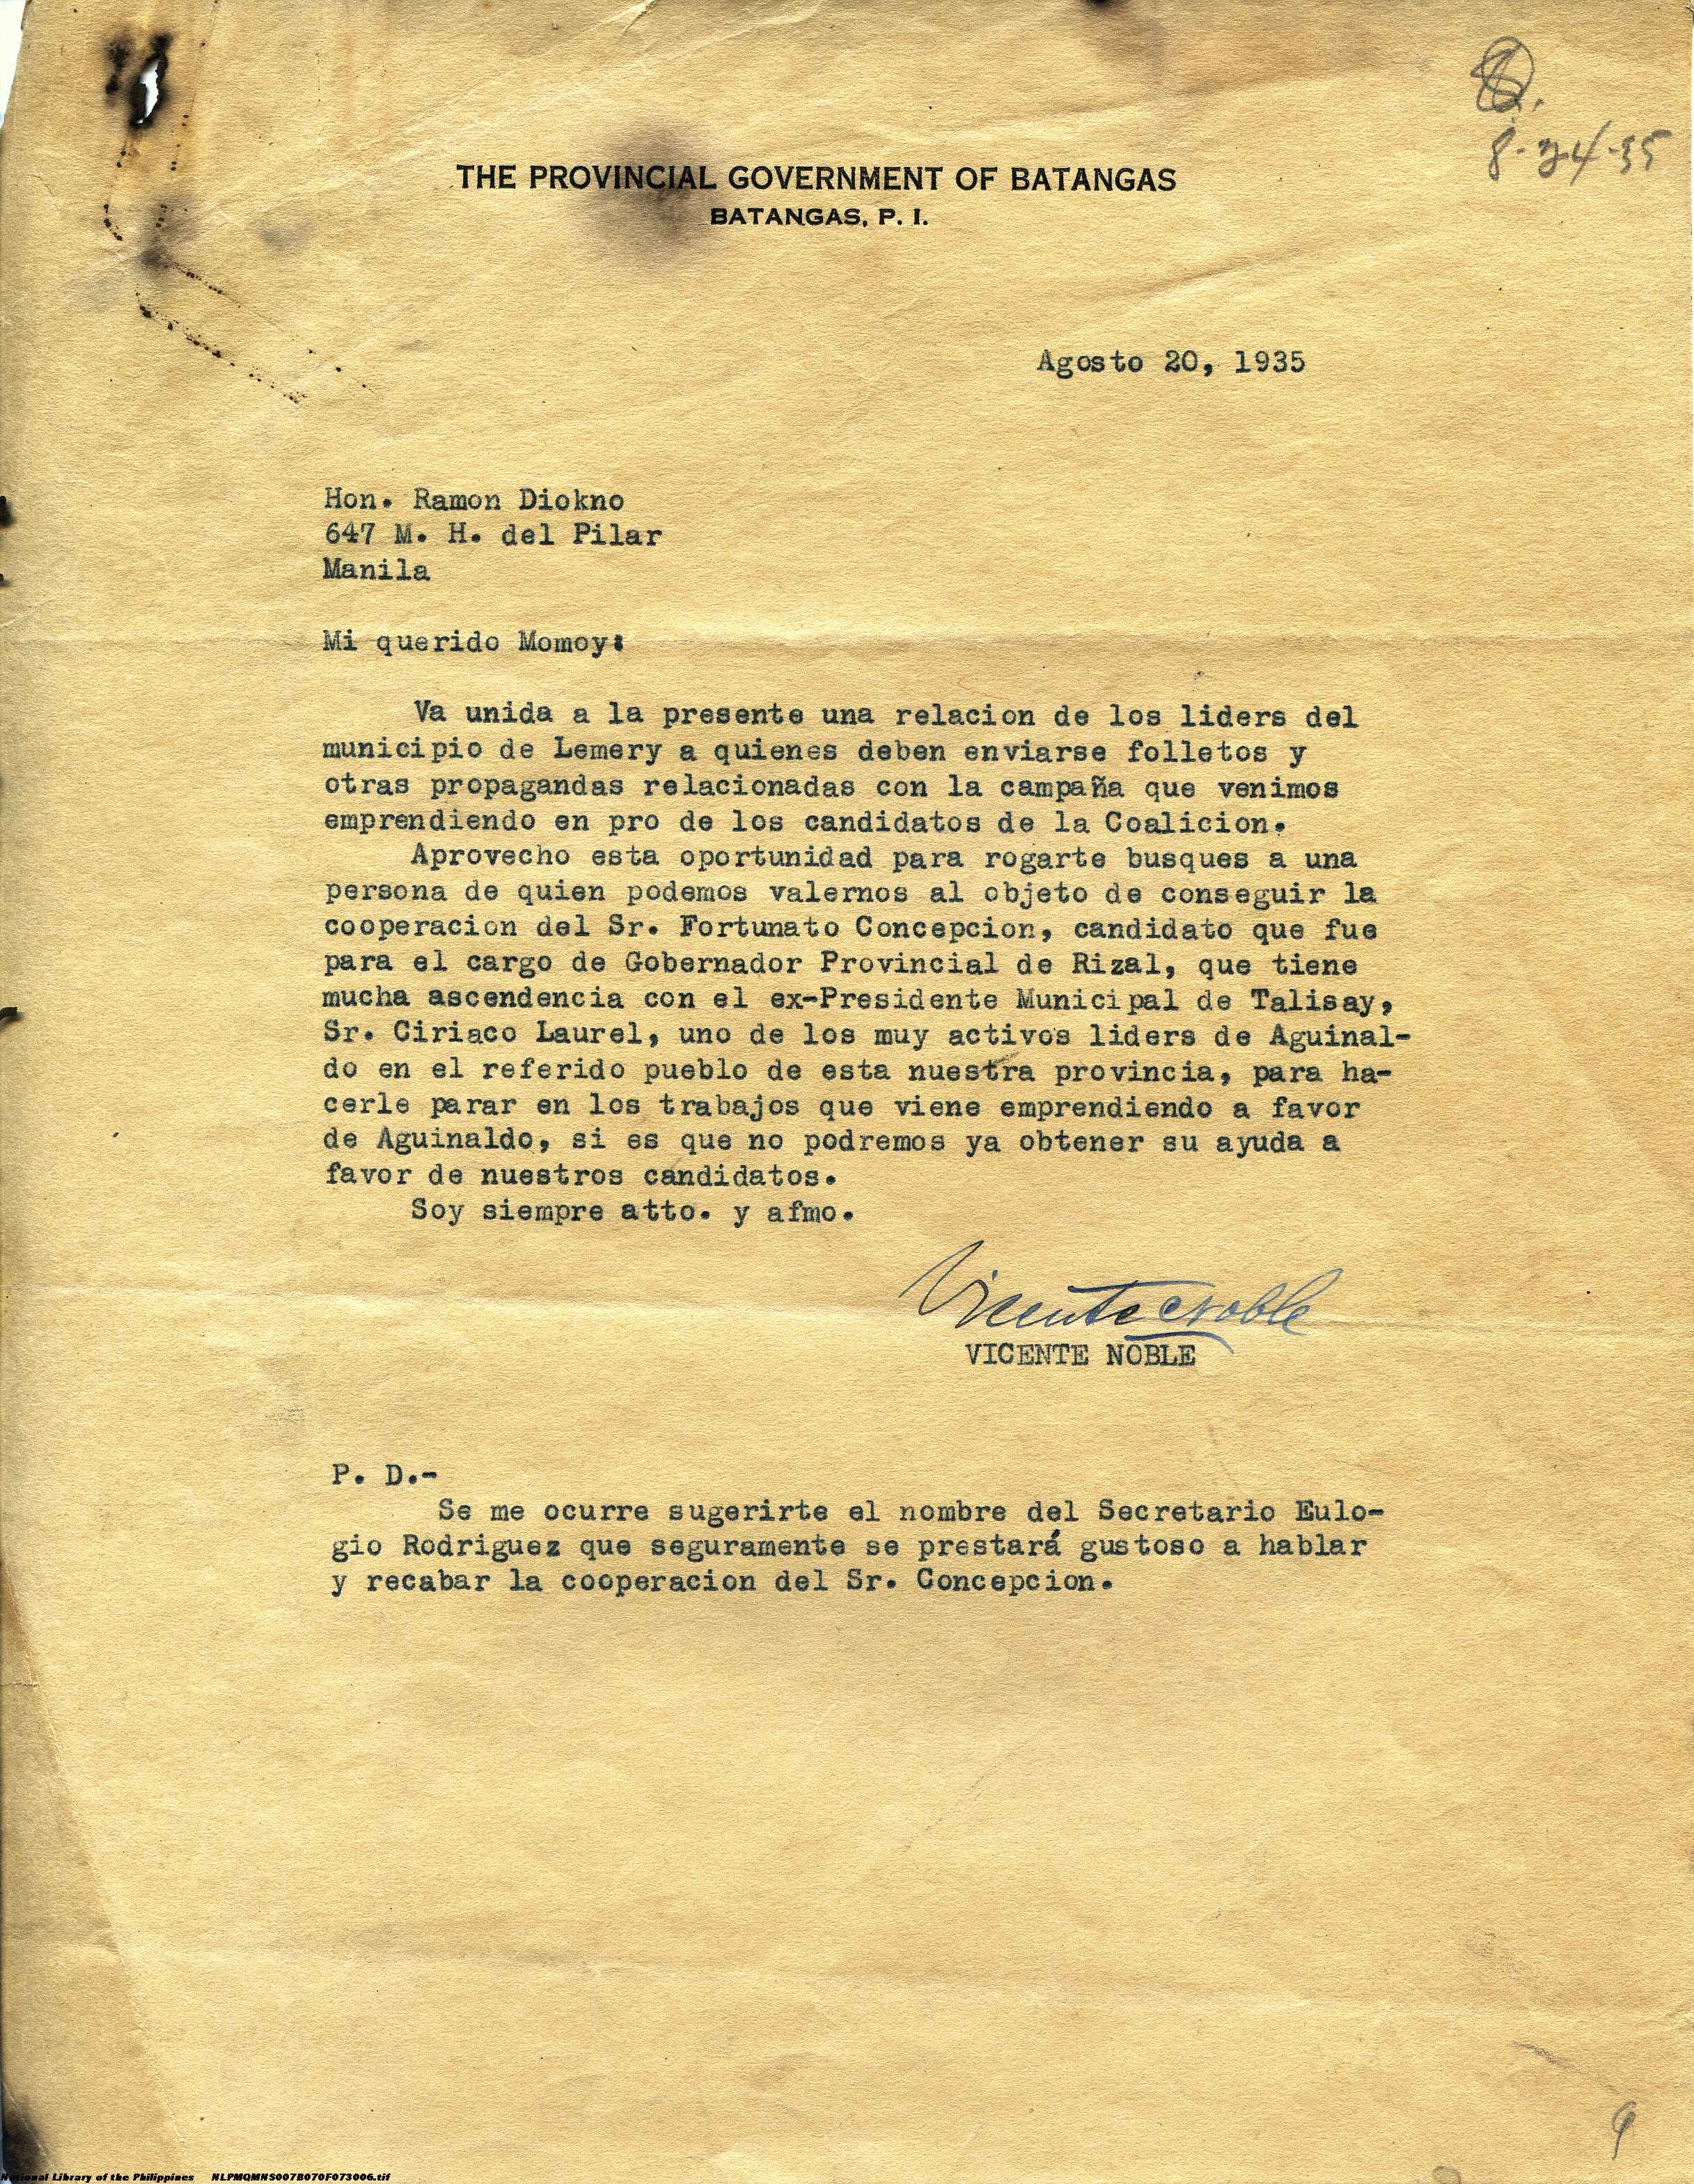 8-24-35
THE PROVINCIAL GOVERNMENT OF BATANGAS
BATANGAS, P. I.
Agosto 20, 1935
Hon. Ramon Diokno
647 M. H. del Pilar
Manila
Mi querido Momoy:
Va unida a la presente una relacion de los liders del
municipio de Lemery a quienes deben enviarse folletos y
otras propagandas relacionadas con la campaña que venimos
emprendiendo en pro de los candidatos de la Coalicion.
Aprovecho esta oportunidad para rogarte busques a una
persona de quien podemos valernos al objeto de conseguir la
cooperacion del Sr. Fortunato Concepcion, candidato que fue
para el cargo de Gobernador Provincial de Rizal, que tiene
mucha ascendencia con el ex-Presidente Municipal de Talisay,
Sr. Ciriaco Laurel, uno de los muy activos liders de Aguinal-
do en el referido pueblo de esta nuestra provincia, para ha-
cerle parar en los trabajos que viene emprendiendo a favor
de Aguinaldo, si es que no podremos ya obtener su ayuda a
favor de nuestros candidatos.
Soy siempre atto. y afmo.
Vicente Noble
VICENTE NOBLE
P. D.-
Se me ocurre sugerirte el nombre del Secretario Eulo-
gio Rodriguez que seguramente se prestará gustoso a hablar
y recabar la cooperacion del Sr. Concepcion.
9
National Library of the Philippines NLPMQMNS007B070F073006.tif